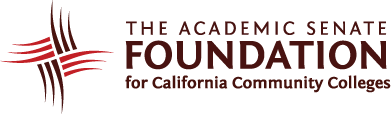 THE ACADEMIC SENATE
FOUNDATION
for California Community Colleges